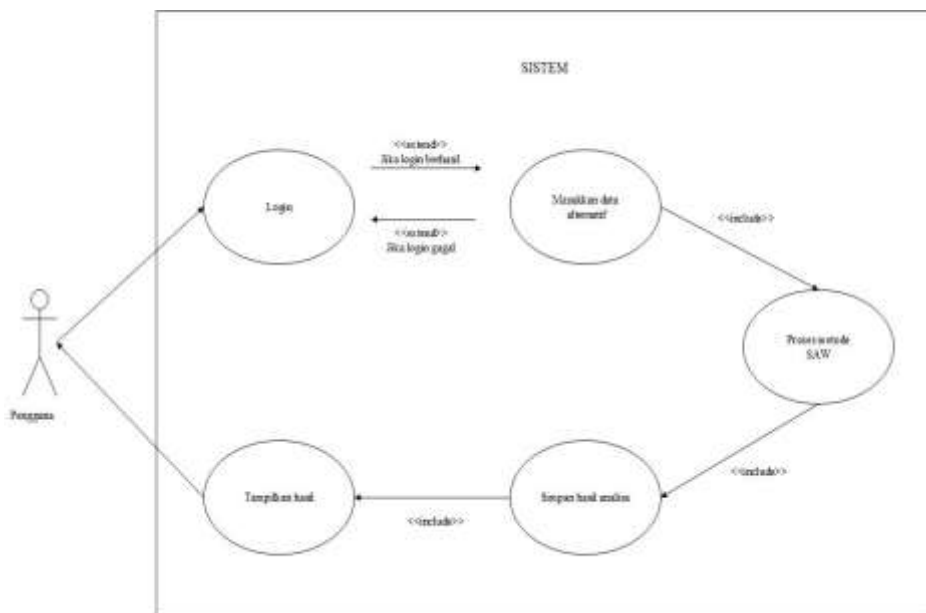 SISTEM
<<extend>>
Jika login berhasil
Login
Masukkan data
alternatif
<<include>>
<<extend>>
Jika login gagal
Proses metode
SAW
Pengguna
<<include>>
Tampilkan hasil
Simpan hasil analisa
<<include>>